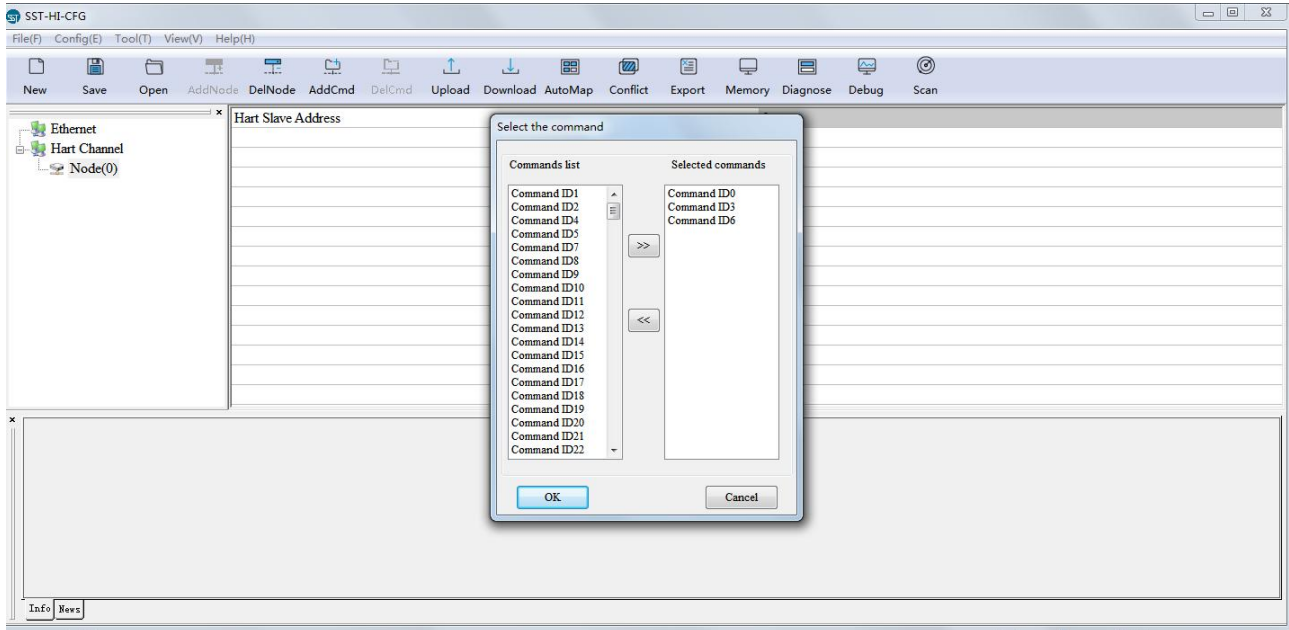 SST-HI-CFG
File(F) Config(E) Tool(T) View(V) Help(H)
New Save Open AddNode DelNode AddCmd DelCmd Upload Download AutoMap Conflict Export Memory Diagnose Debug Scan
Ethernet
Hart Channel
Node(0)
Hart Slave Address
Select the command
Commands list Selected commands
Command ID1
Command ID2
Command ID4
Command ID5
Command ID7
Command ID8
Command ID9
Command ID10
Command ID11
Command ID12
Command ID13
Command ID14
Command ID15
Command ID16
Command ID17
Command ID18
Command ID19
Command ID20
Command ID21
Command ID22
>>
<<
Command ID0
Command ID3
Command ID6
OK Cancel
Info News